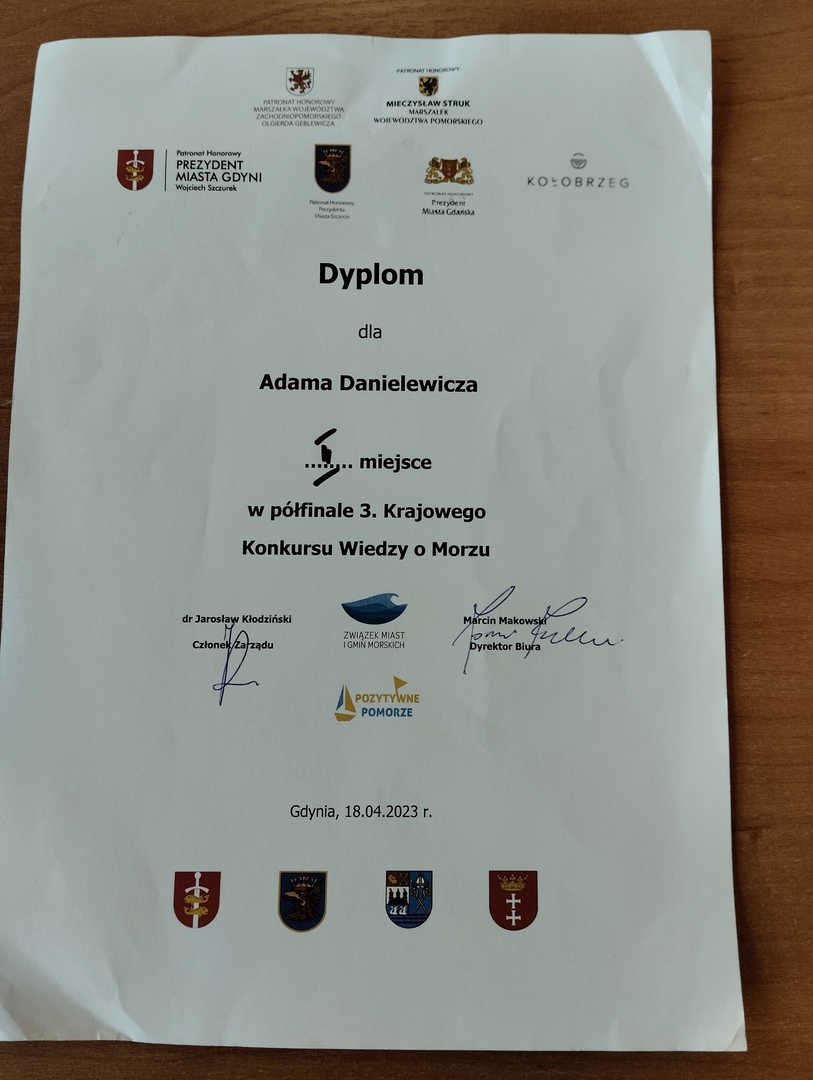 PATRONAT HONOROWY
MARSZAŁKA WOJEWÓDZTWA
ZACHODNIOPOMORSKIEGO
OLGIERDA GEBLEWICZA
PATRONAT HONOROWY
MIECZYSŁAW STRUK
MARSZAŁEK
WOJEWÓDZTWA POMORSKIEGO
Patronat Honorowy
PREZYDENT
MIASTA GDYNI
Wojciech Szczurek
Patronat Honorowy
Prezydenta
Miasta Szczecin
PATRONAT HONOROWY
Prezydent
Miasta Gdańska
KOŁOBRZEG
Dyplom
dla
Adama Danielewicza
........ miejsce
w półfinale 3. Krajowego
Konkursu Wiedzy o Morzu
dr Jarosław Kłodziński
Członek Zarządu
ZWIĄZEK MIAST
I GMIN MORSKICH
Marcin Makowski
Dyrektor Biura
POZYTYWNE
POMORZE
Gdynia, 18.04.2023 r.